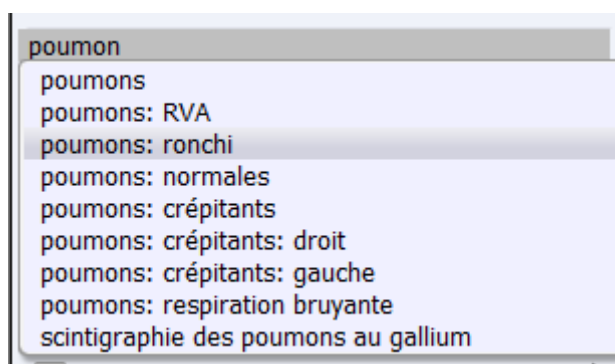 poumon
poumons
poumons: RVA
poumons: ronchi
poumons: normales
poumons: crépitants
poumons: crépitants: droit
poumons: crépitants: gauche
poumons: respiration bruyante
scintigraphie des poumons au gallium